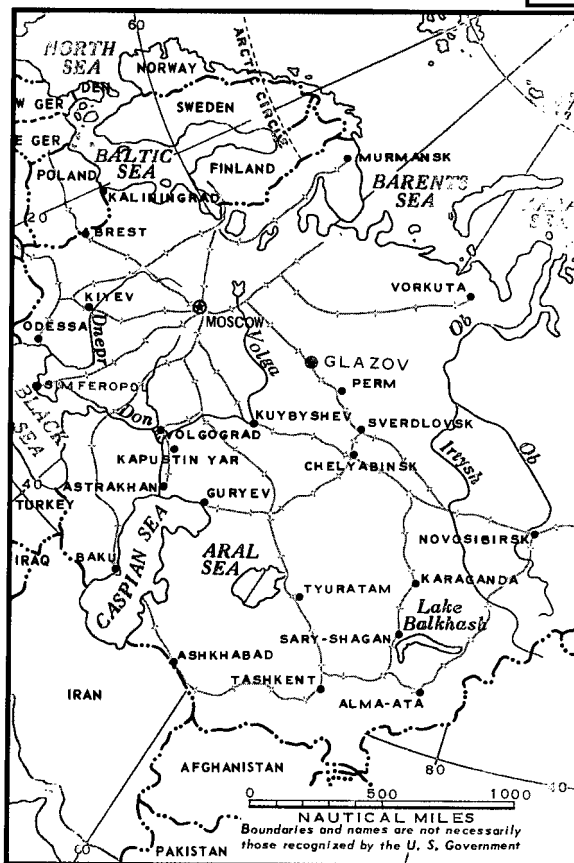 60
NORTH
SEA
NORWAY
DEN
W GER
SWEDEN
ARCTIC CIRCLE
E GER
BALTIC
SEA
FINLAND
MURMANSK
POLAND
BARENTS
SEA
KALININGRAD
20
BREST
VORKUTA
KIYEV
Ob
ODESSA
Dnepr
MOSCOW
Volga
GLAZOV
PERM
SIMFEROPOL
BLACK
SEA
Don
KUYBYSHEV
SVERDLOVSK
VOLGOGRAD
Irtysh
Ob
KAPUSTIN YAR
CHELYABINSK
40
ASTRAKHAN
GURYEV
TURKEY
NOVOSIBIRSK
IRAQ
BAKU
CASPIAN SEA
ARAL
SEA
KARAGANDA
TYURATAM
Lake
Balkhash
SARY-SHAGAN
ASHKHABAD
IRAN
TASHKENT
ALMA-ATA
AFGHANISTAN
80
40
0 500 1000
NAUTICAL MILES
60
PAKISTAN
Boundaries and names are not necessarily
those recognized by the U. S. Government